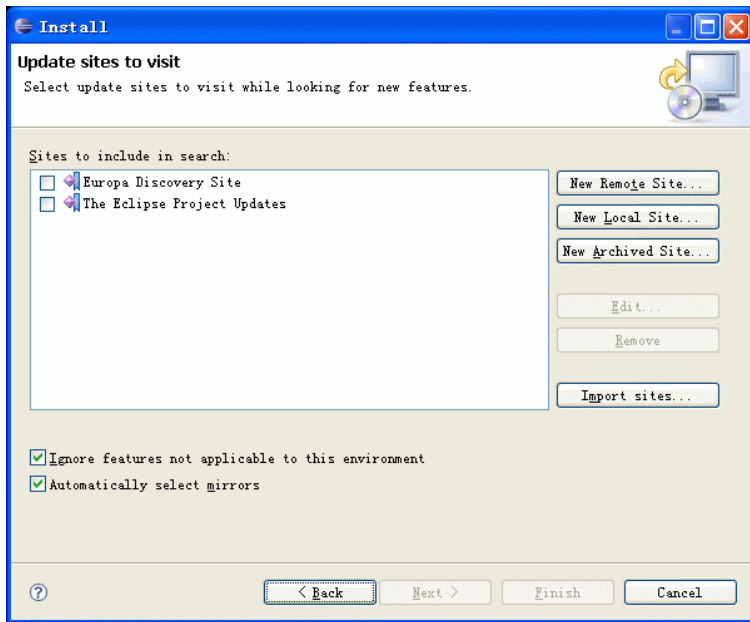 Install
Update sites to visit
Select update sites to visit while looking for new features.
Sites to include in search:
Europa Discovery Site
The Eclipse Project Updates
New Remote Site...
New Local Site...
New Archived Site...
Edit...
Remove
Import sites...
Ignore features not applicable to this environment
Automatically select mirrors
?
< Back
Next >
Finish
Cancel